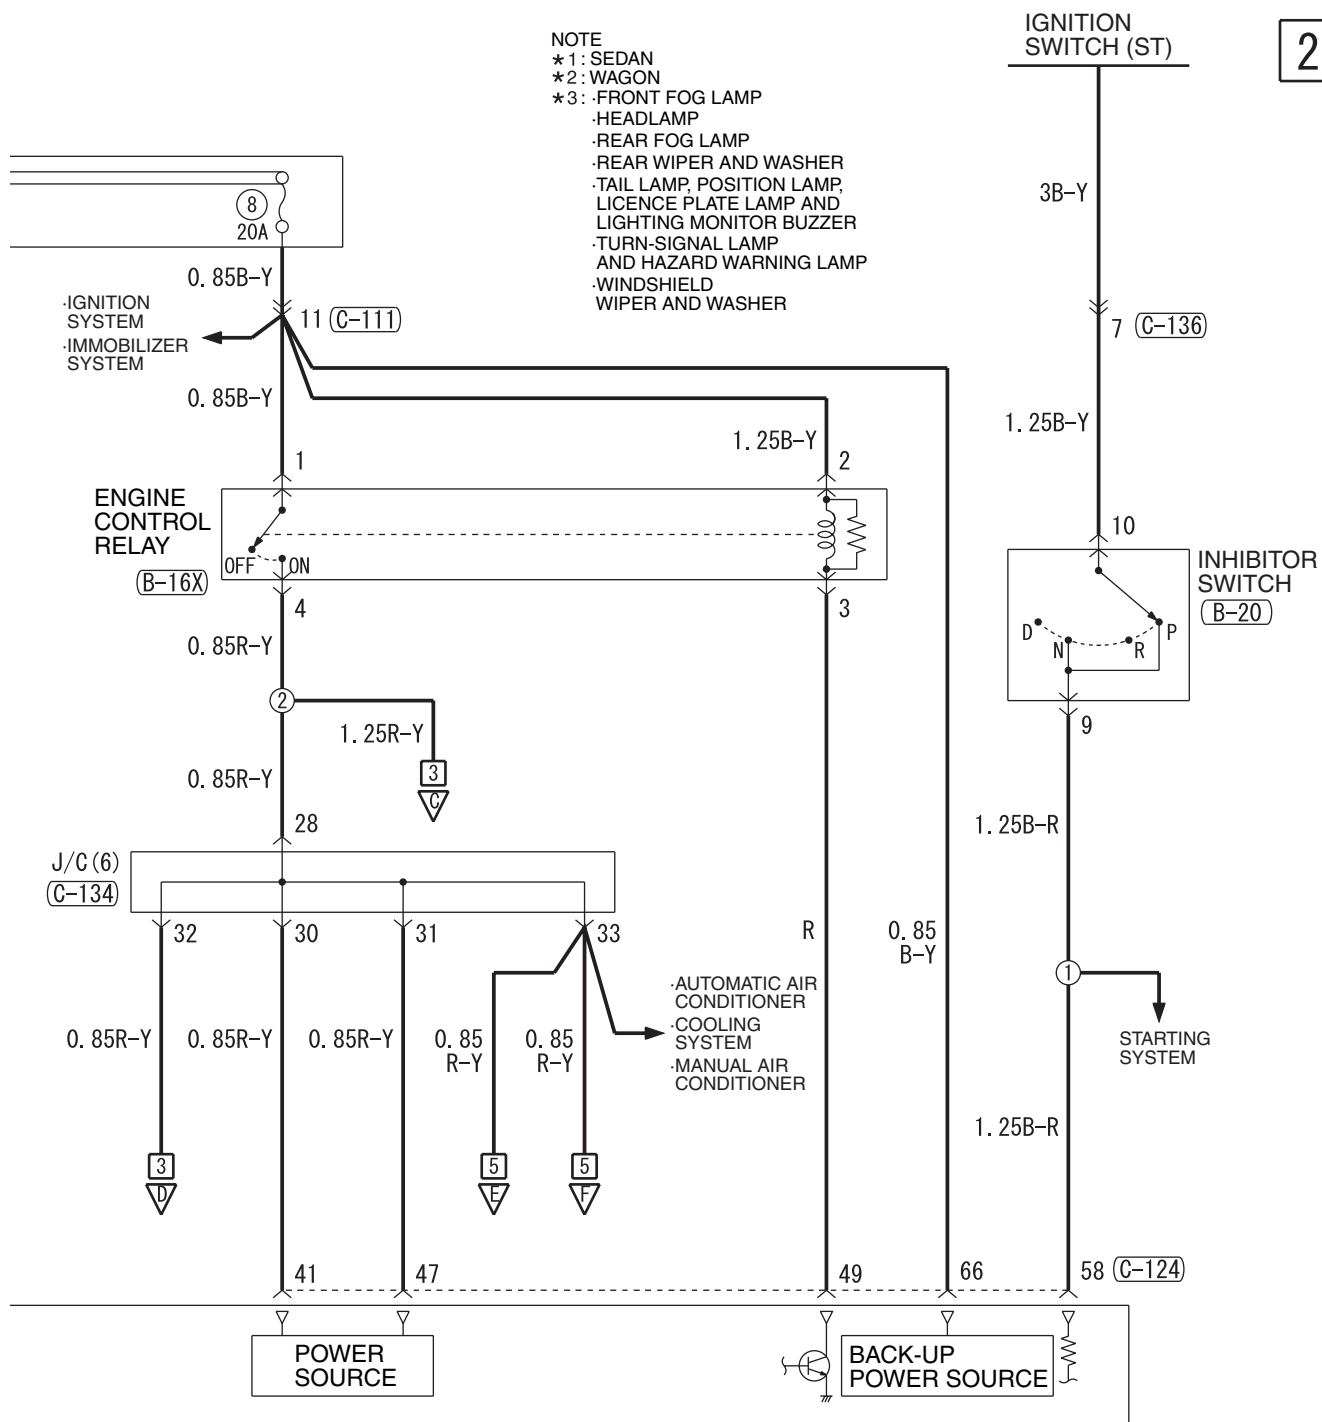 IGNITION
SWITCH (ST)
2
NOTE
*1: SEDAN
*2: WAGON
*3: ·FRONT FOG LAMP
·HEADLAMP
·REAR FOG LAMP
·REAR WIPER AND WASHER
·TAIL LAMP, POSITION LAMP,
LICENCE PLATE LAMP AND
LIGHTING MONITOR BUZZER
·TURN-SIGNAL LAMP
AND HAZARD WARNING LAMP
·WINDSHIELD
WIPER AND WASHER
8
20A
3B-Y
0.85B-Y
·IGNITION
SYSTEM
·IMMOBILIZER
SYSTEM
11 (C-111)
7 (C-136)
0.85B-Y
1.25B-Y
1.25B-Y
1
2
10
ENGINE
CONTROL
RELAY
(B-16X)
OFF
ON
INHIBITOR
SWITCH
(B-20)
D
N
R
P
4
3
9
0.85R-Y
2
1.25R-Y
3
C
0.85R-Y
28
1.25B-R
J/C(6)
(C-134)
32
30
31
33
R
0.85
B-Y
1
STARTING
SYSTEM
0.85R-Y
0.85R-Y
0.85R-Y
0.85
R-Y
0.85
R-Y
·AUTOMATIC AIR
CONDITIONER
·COOLING
SYSTEM
·MANUAL AIR
CONDITIONER
1.25B-R
3
D
5
E
5
F
41
47
49
66
58 (C-124)
POWER
SOURCE
BACK-UP
POWER SOURCE